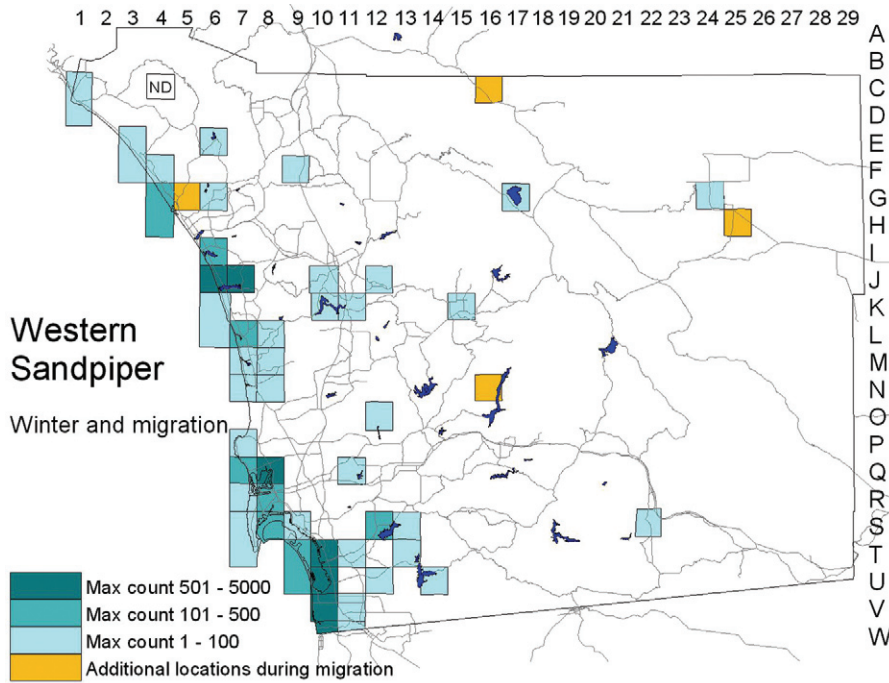 1 2 3 4 5 6 7 8 9 10 11 12 13 14 15 16 17 18 19 20 21 22 23 24 25 26 27 28 29
A
B
C
D
E
F
G
H
I
J
K
L
M
N
O
P
Q
R
S
T
U
V
W
ND
Western
Sandpiper
Winter and migration
Max count 501 - 5000
Max count 101 - 500
Max count 1 - 100
Additional locations during migration